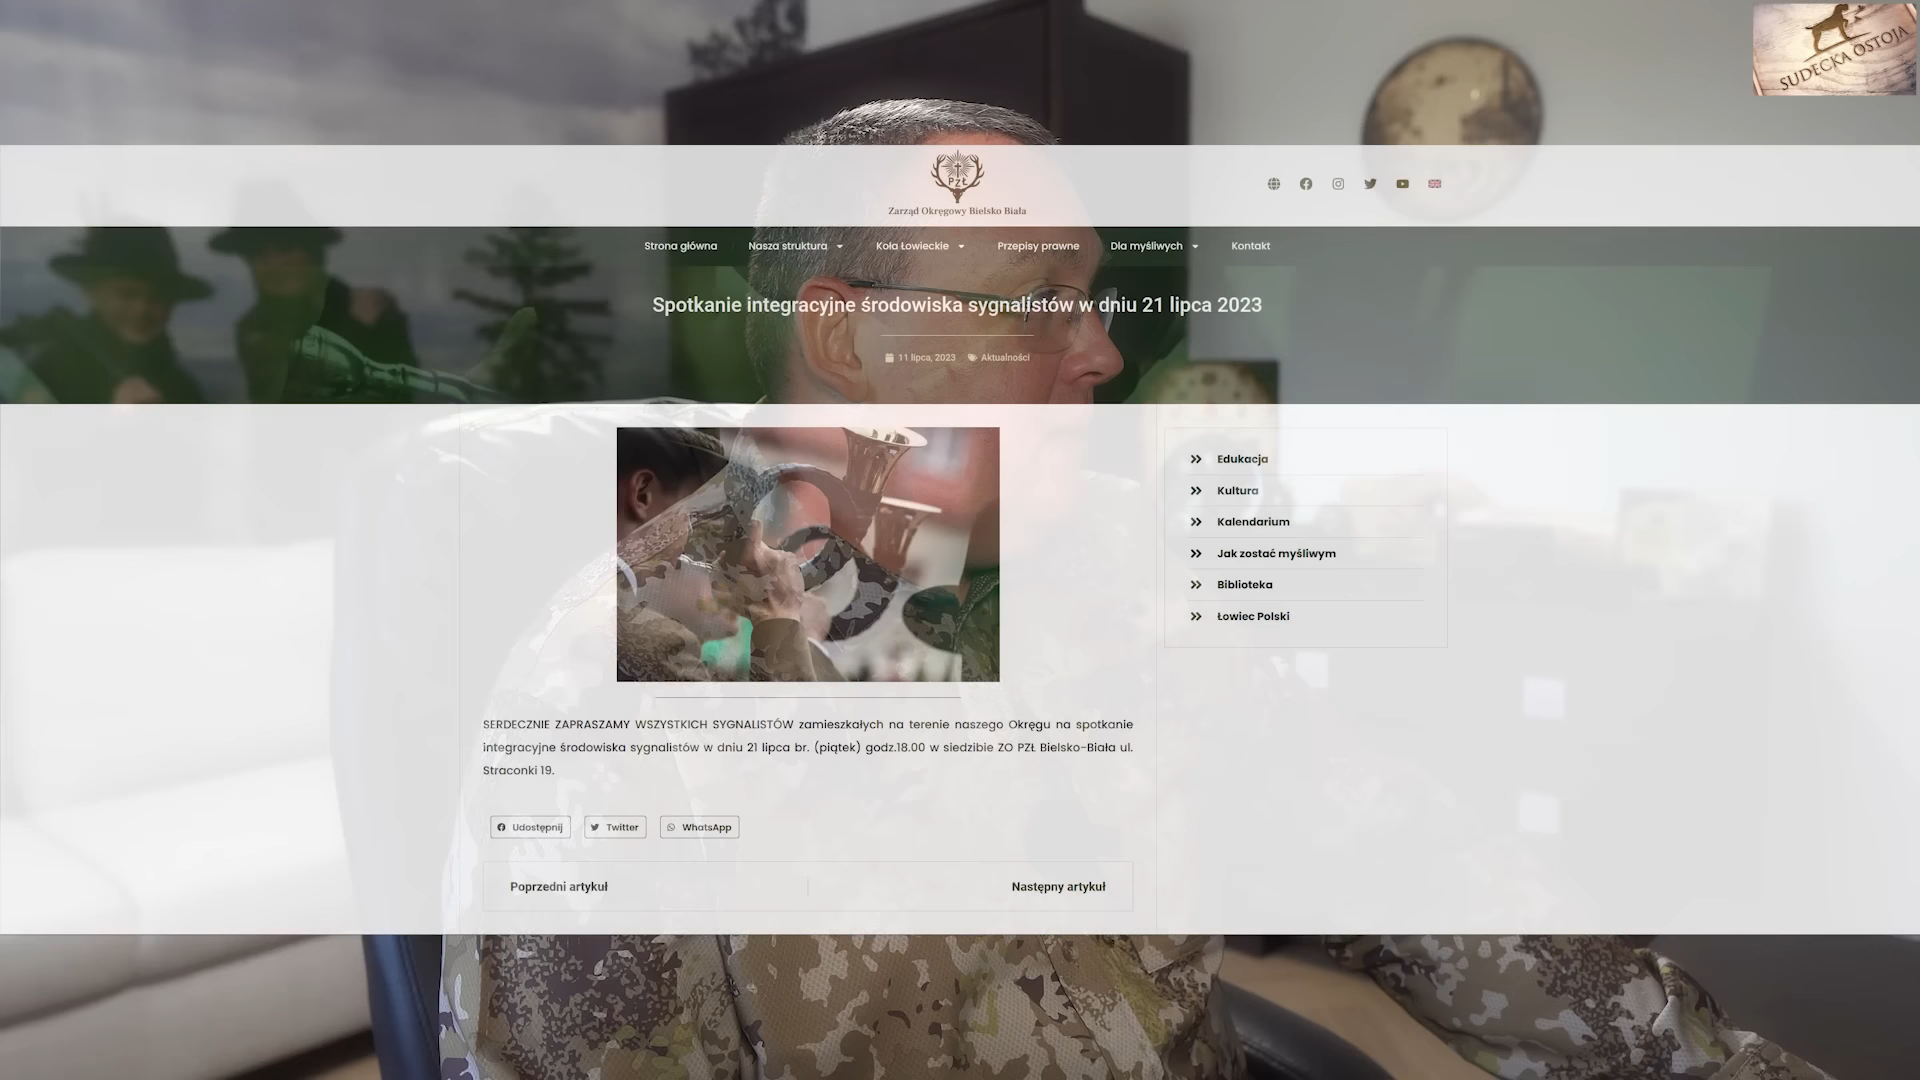 SUDECKA OSTOJA
PZŁ
Zarząd Okręgowy Bielsko Biała
Strona główna Nasza struktura Koła Łowieckie Przepisy prawne Dla myśliwych Kontakt
Spotkanie integracyjne środowiska sygnalistów w dniu 21 lipca 2023
11 lipca, 2023 Aktualności
Edukacja
Kultura
Kalendarium
Jak zostać myśliwym
Biblioteka
Łowiec Polski
SERDECZNIE ZAPRASZAMY WSZYSTKICH SYGNALISTÓW zamieszkałych na terenie naszego Okręgu na spotkanie
integracyjne środowiska sygnalistów w dniu 21 lipca br. (piątek) godz.18.00 w siedzibie ZO PZŁ Bielsko-Biała ul.
Straconki 19.
Udostępnij Twitter WhatsApp
Poprzedni artykuł Następny artykuł